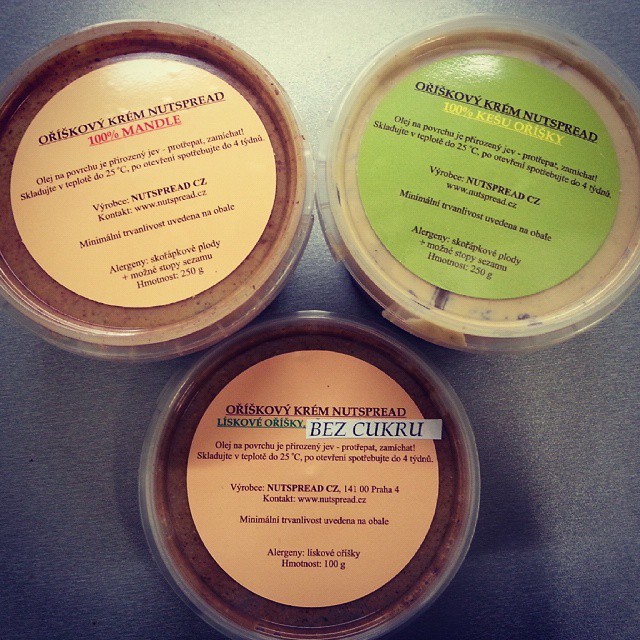 OŘÍŠKOVÝ KRÉM NUTSPREAD
100% MANDLE
Olej na povrchu je přirozený jev - protřepat, zamíchat!
Skladujte v teplotě do 25 ˚C, po otevření spotřebujte do 4 týdnů.
Výrobce: NUTSPREAD CZ
Kontakt: www.nutspread.cz
Minimální trvanlivost uvedena na obale
Alergeny: skořápkové plody
+ možné stopy sezamu
Hmotnost: 250 g
OŘÍŠKOVÝ KRÉM NUTSPREAD
100% KEŠU OŘÍŠKY
Olej na povrchu je přirozený jev - protřepat, zamíchat!
Skladujte v teplotě do 25 ˚C, po otevření spotřebujte do 4 týdnů.
Výrobce: NUTSPREAD CZ
www.nutspread.cz
Minimální trvanlivost uvedena na obale
Alergeny: skořápkové plody
+ možné stopy sezamu
Hmotnost: 250 g
OŘÍŠKOVÝ KRÉM NUTSPREAD
LÍSKOVÉ OŘÍŠKY, BEZ CUKRU
Olej na povrchu je přirozený jev - protřepat, zamíchat!
Skladujte v teplotě do 25 ˚C, po otevření spotřebujte do 4 týdnů.
Výrobce: NUTSPREAD CZ, 141 00 Praha 4
Kontakt: www.nutspread.cz
Minimální trvanlivost uvedena na obale
Alergeny: lískové oříšky
Hmotnost: 100 g